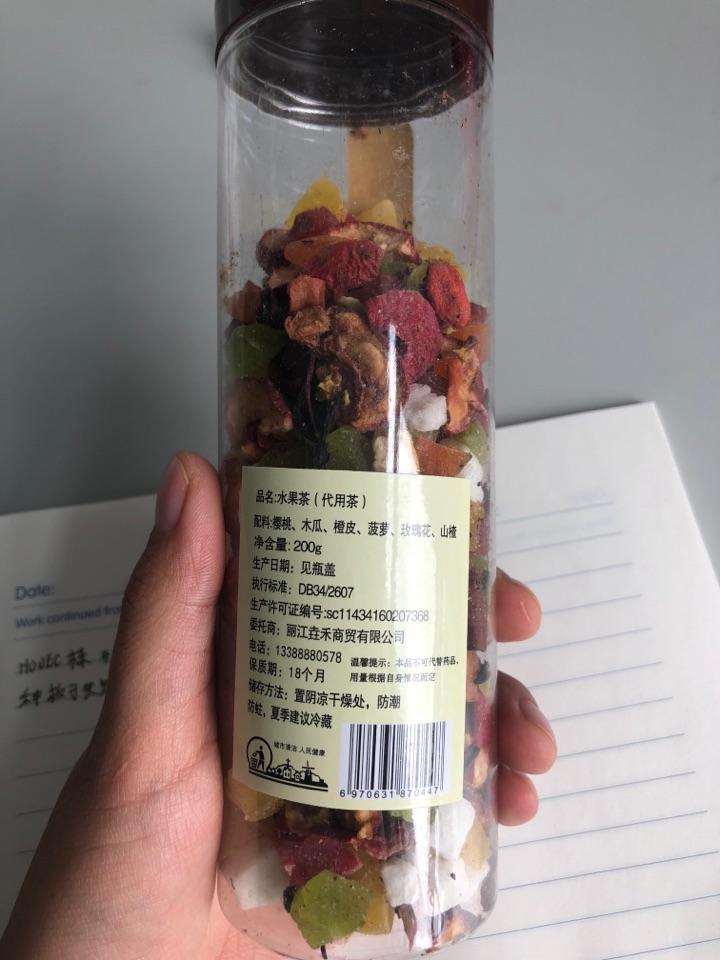 品名:水果茶（代用茶）
配料:樱桃、木瓜、橙皮、菠萝、玫瑰花、山楂
净含量: 200g
生产日期：见瓶盖
执行标准：DB34/2607
生产许可证编号:sc11434160207368
委托商：丽江垚禾商贸有限公司
电话：13388880578
保质期：18个月
温馨提示：本品不可代替药品、
用量根据自身情况而定
储存方法：置阴凉干燥处，防潮
防蛀，夏季建议冷藏
城市清洁 人民健康
6 970631 870447
Date:
Work continued from